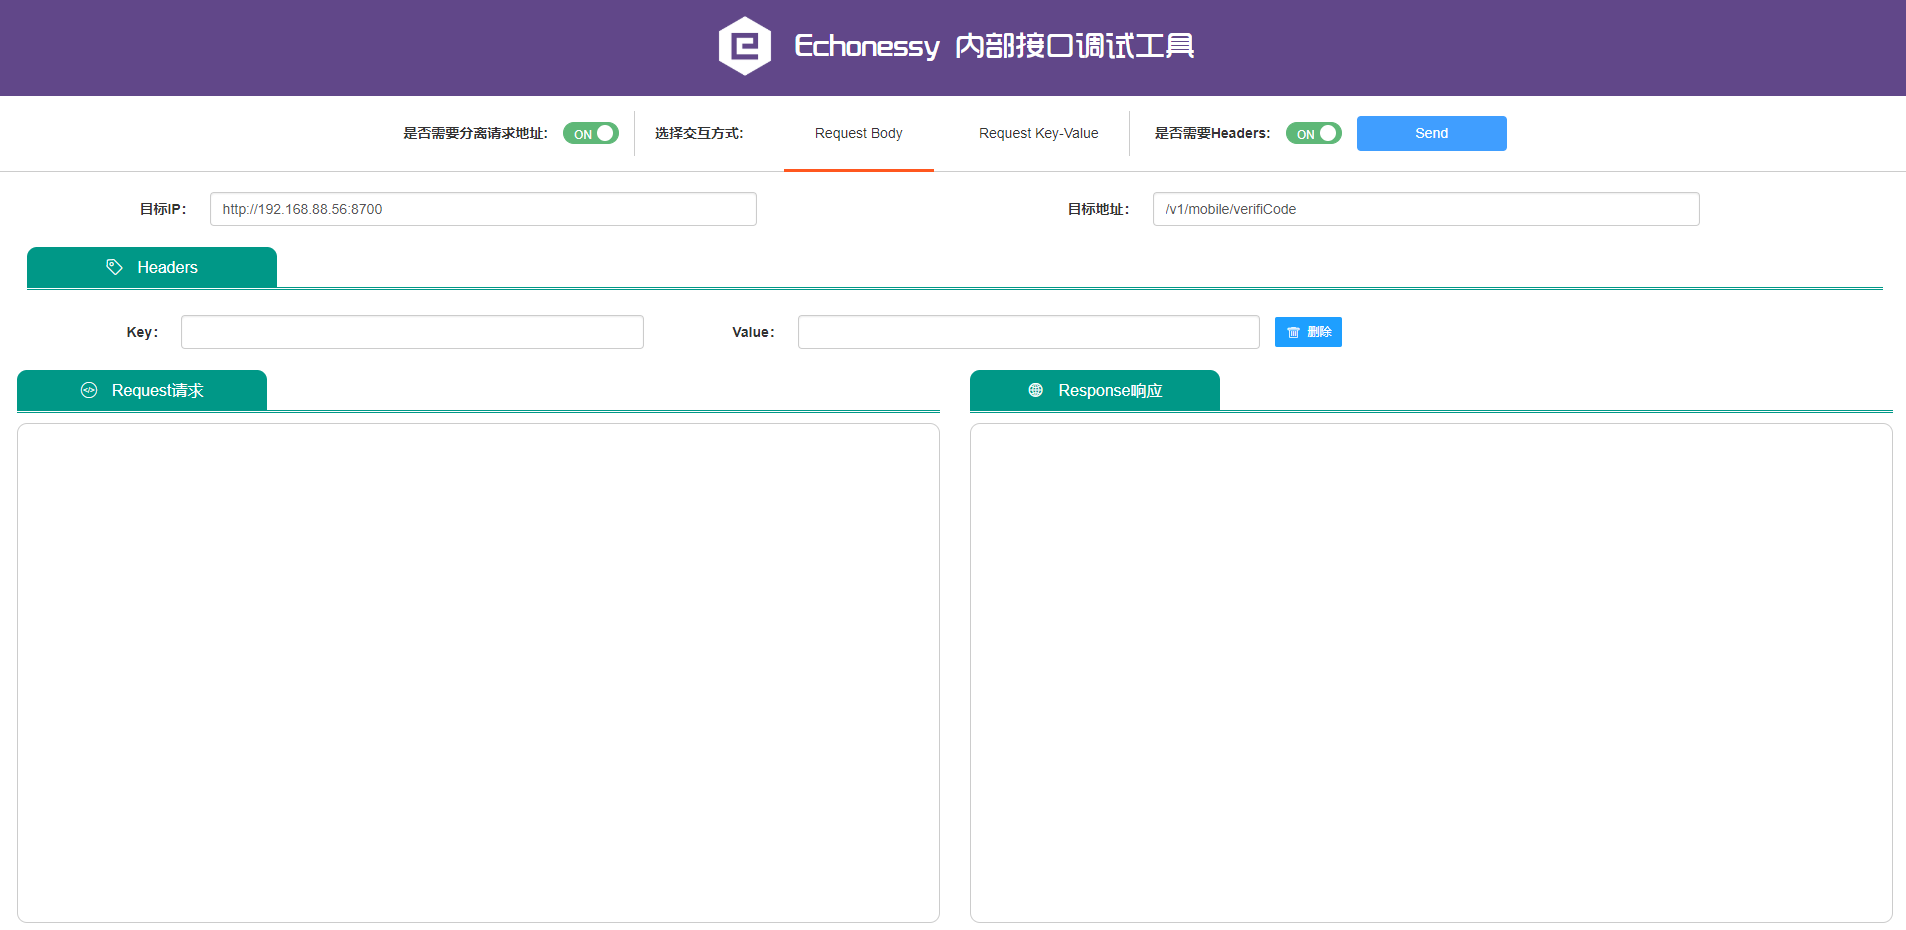 Echonessy 内部接口调试工具
是否需要分离请求地址: ON 选择交互方式: Request Body Request Key-Value 是否需要Headers: ON Send
目标IP: http://192.168.88.56:8700 目标地址: /v1/mobile/verifiCode
Headers
Key: Value: 删除
Request请求 Response响应